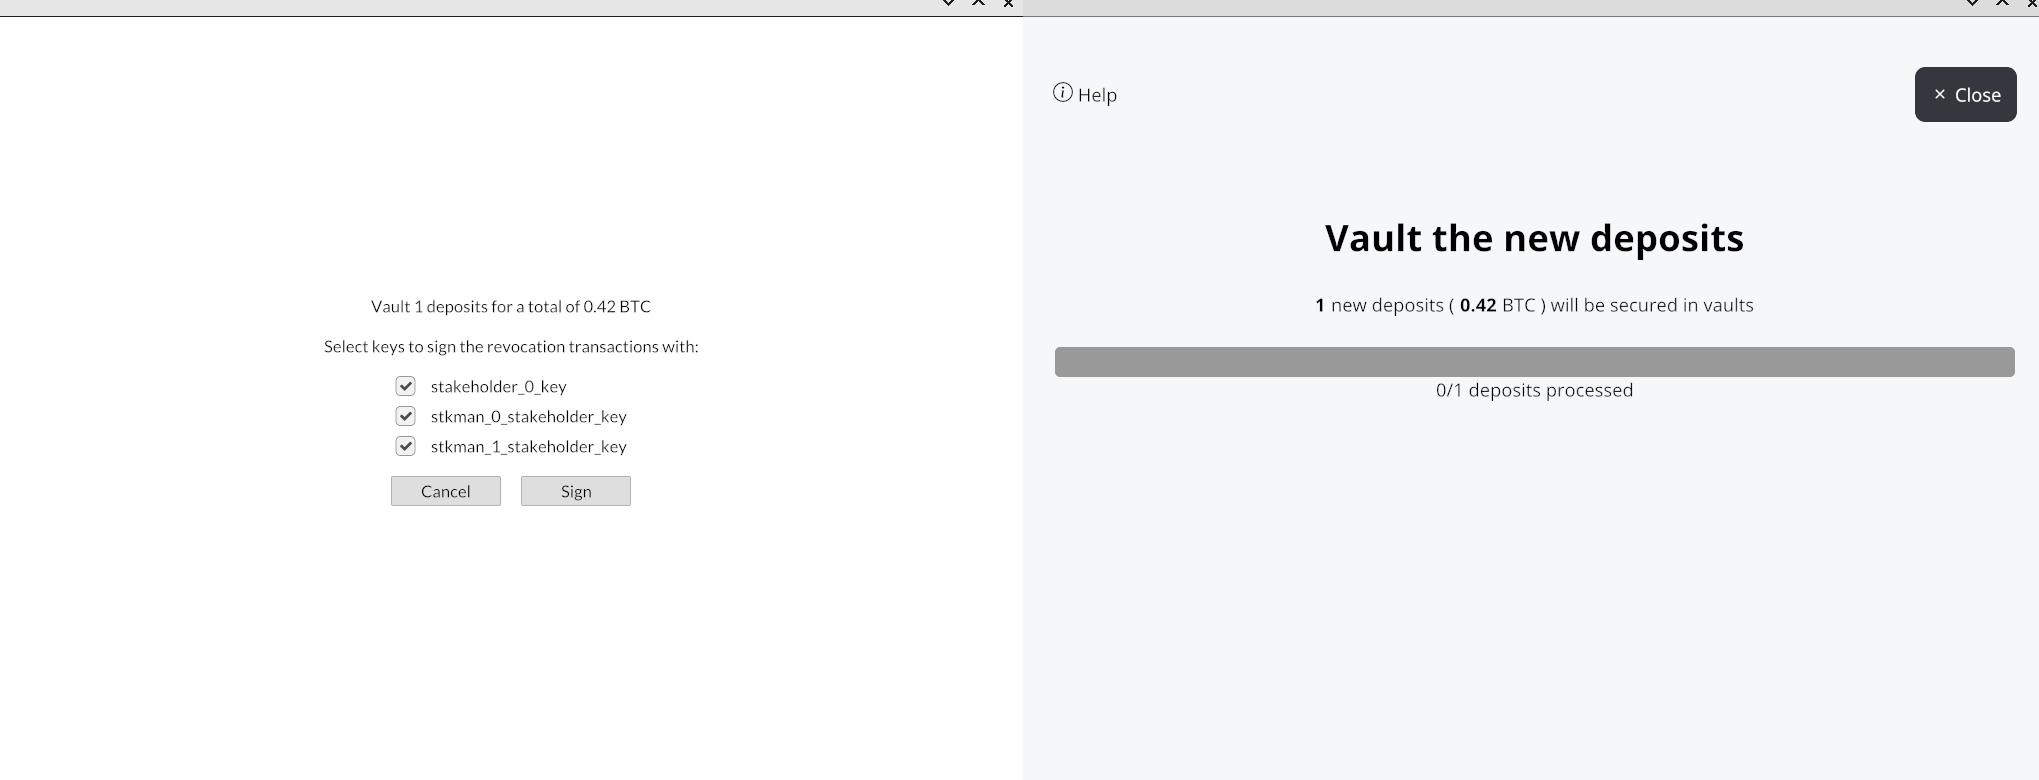 Vault 1 deposits for a total of 0.42 BTC
Select keys to sign the revocation transactions with:
stakeholder_0_key
stkman_0_stakeholder_key
stkman_1_stakeholder_key
Cancel Sign
Help
× Close
Vault the new deposits
1 new deposits ( 0.42 BTC ) will be secured in vaults
0/1 deposits processed